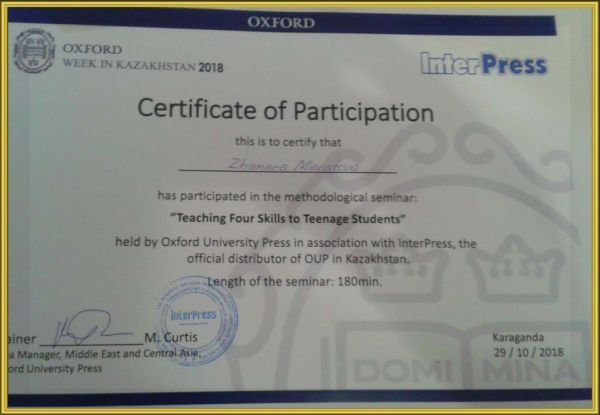 OXFORD
OXFORD
WEEK IN KAZAKHSTAN 2018
InterPress
Certificate of Participation
this is to certify that
Zhanara Maratova
has participated in the methodological seminar:
"Teaching Four Skills to Teenage Students"
held by Oxford University Press in association with InterPress, the
official distributor of OUP in Kazakhstan.
Length of the seminar: 180min.
InterPress
ainer M. Curtis
a Manager, Middle East and Central Asia,
ord University Press
Karaganda
29 / 10 / 2018
DOMI MINA